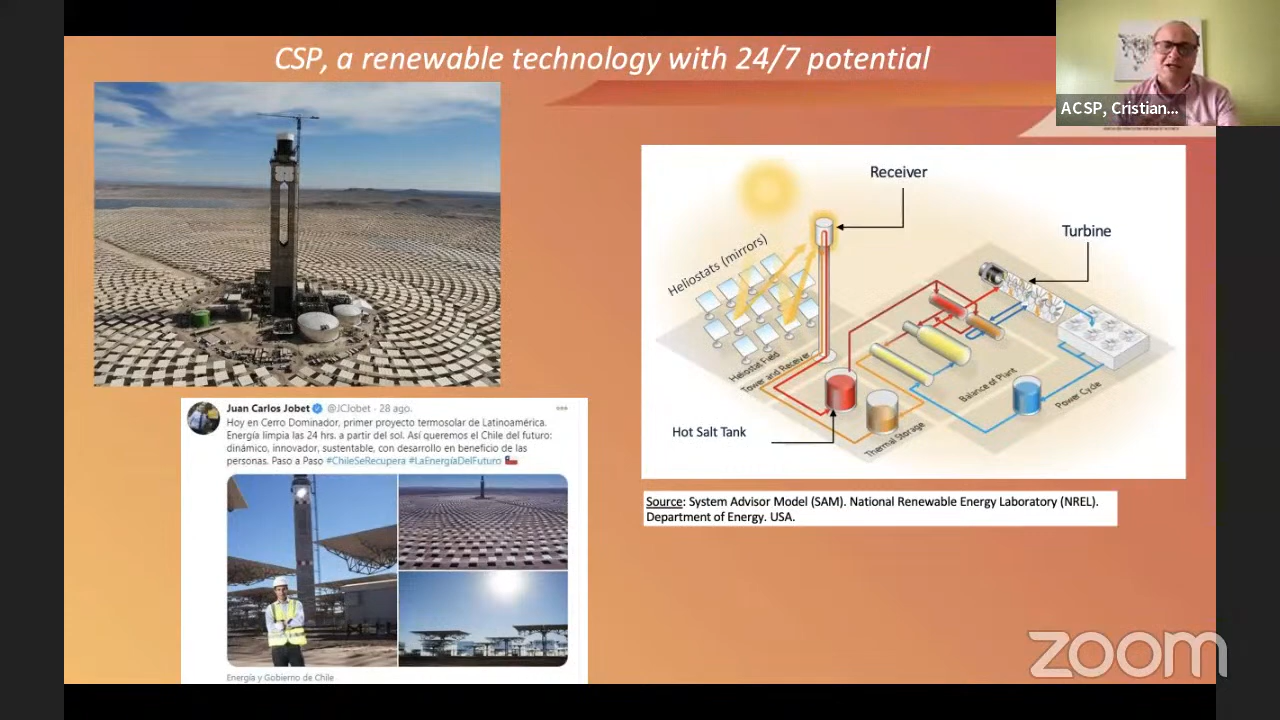 CSP, a renewable technology with 24/7 potential
ACSP, Cristian...
Receiver
Turbine
Heliostats (mirrors)
Heliostat Field
Tower and Receiver
Balance of Plant
Power Cycle
Hot Salt Tank
Thermal Storage
Source: System Advisor Model (SAM). National Renewable Energy Laboratory (NREL).
Department of Energy. USA.
Juan Carlos Jobet @JCJobet · 28 ago.
Hoy en Cerro Dominador, primer proyecto termosolar de Latinoamérica.
Energía limpia las 24 hrs. a partir del sol. Así queremos el Chile del futuro:
dinámico, innovador, sustentable, con desarrollo en beneficio de las
personas. Paso a Paso #ChileSeRecupera #LaEnergíaDelFuturo
Energía y Gobierno de Chile
zoom